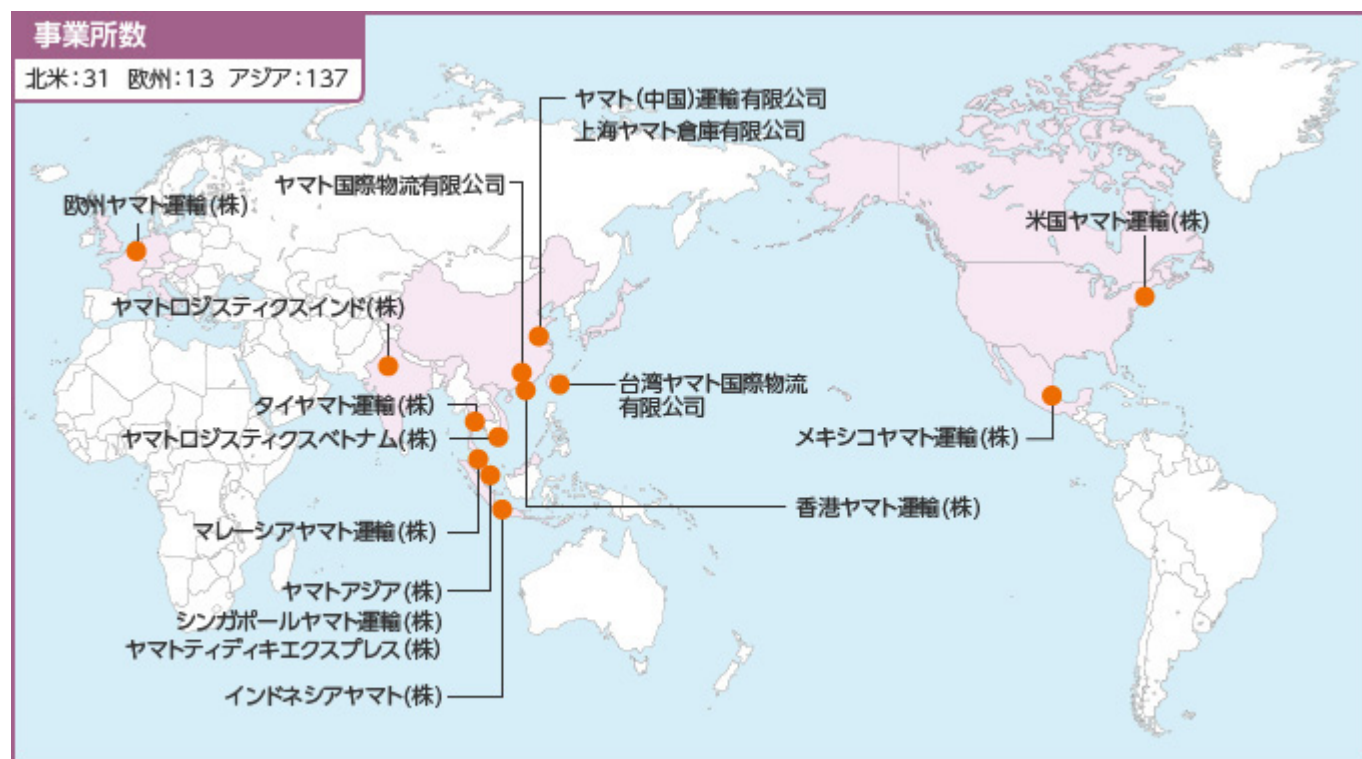 事業所数
北米:31 欧州:13 アジア:137
ヤマト(中国)運輸有限公司
上海ヤマト倉庫有限公司
ヤマト国際物流有限公司
欧州ヤマト運輸(株)
米国ヤマト運輸(株)
ヤマトロジスティクスインド(株)
台湾ヤマト国際物流
有限公司
タイヤマト運輸(株)
ヤマトロジスティクスベトナム(株)
メキシコヤマト運輸(株)
香港ヤマト運輸(株)
マレーシアヤマト運輸(株)
ヤマトアジア(株)
シンガポールヤマト運輸(株)
ヤマトティディキエクスプレス(株)
インドネシアヤマト(株)